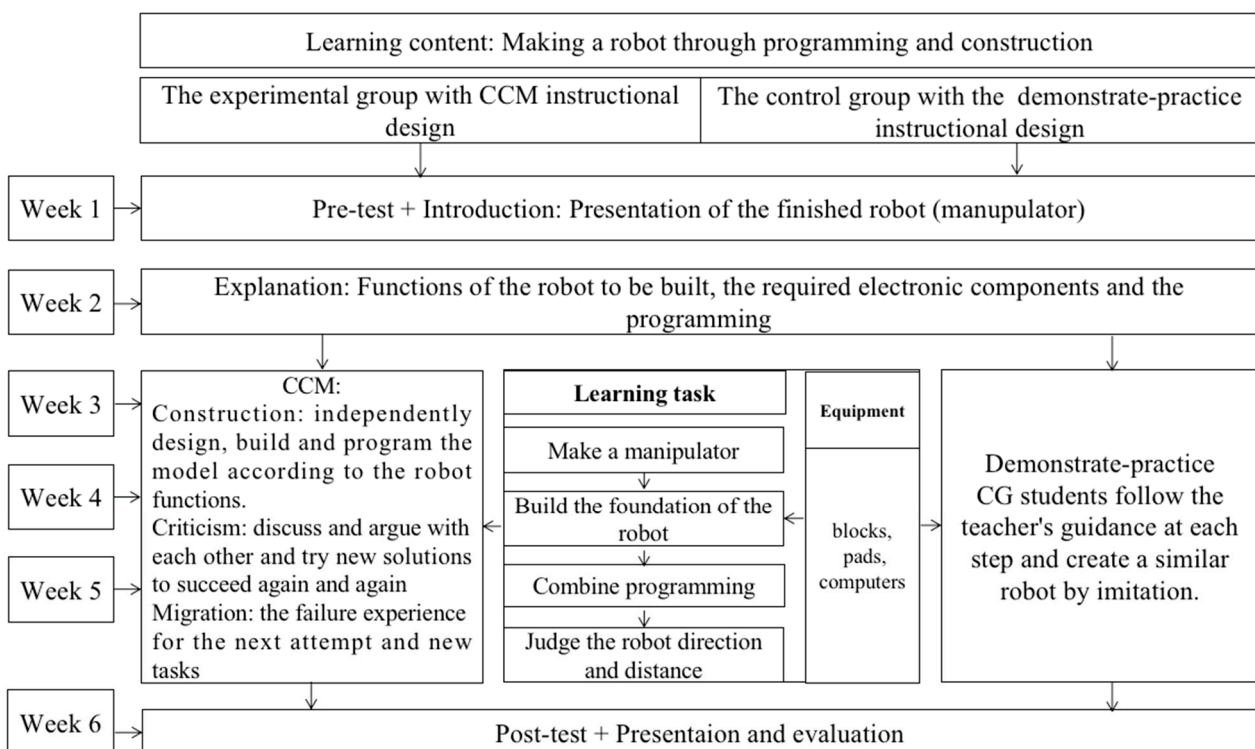 Learning content: Making a robot through programming and construction
The experimental group with CCM instructional
design
The control group with the demonstrate-practice
instructional design
Week 1
Pre-test + Introduction: Presentation of the finished robot (manupulator)
Week 2
Explanation: Functions of the robot to be built, the required electronic components and the
programming
Week 3
Week 4
Week 5
CCM:
Construction: independently
design, build and program the
model according to the robot
functions.
Criticism: discuss and argue with
each other and try new solutions
to succeed again and again
Migration: the failure experience
for the next attempt and new
tasks
Learning task
Make a manipulator
Build the foundation of the
robot
Combine programming
Judge the robot direction
and distance
Equipment
blocks,
pads,
computers
Demonstrate-practice
CG students follow the
teacher's guidance at each
step and create a similar
robot by imitation.
Week 6
Post-test + Presentaion and evaluation